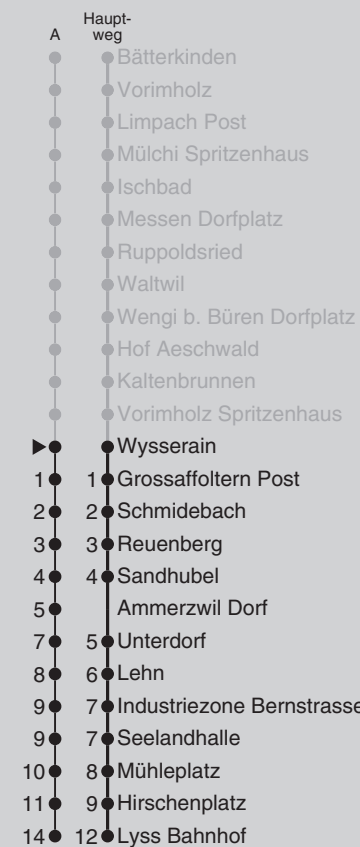 A Haupt-
weg
Bätterkinden
Vorimholz
Limpach Post
Mülchi Spritzenhaus
Ischbad
Messen Dorfplatz
Ruppoldsried
Waltwil
Wengi b. Büren Dorfplatz
Hof Aeschwald
Kaltenbrunnen
Vorimholz Spritzenhaus
Wysserain
1 1 Grossaffoltern Post
2 2 Schmidebach
3 3 Reuenberg
4 4 Sandhubel
5 Ammerzwil Dorf
7 5 Unterdorf
8 6 Lehn
9 7 Industriezone Bernstrasse
9 7 Seelandhalle
10 8 Mühleplatz
11 9 Hirschenplatz
14 12 Lyss Bahnhof